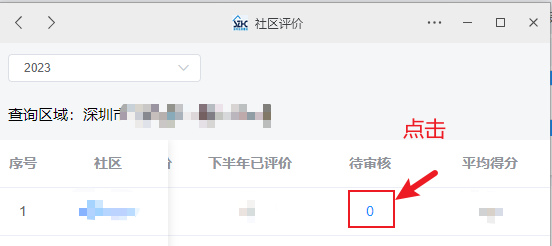 社区评价
2023
查询区域：深圳市
点击
序号 社区 价 下半年已评价 待审核 平均得分
1 0